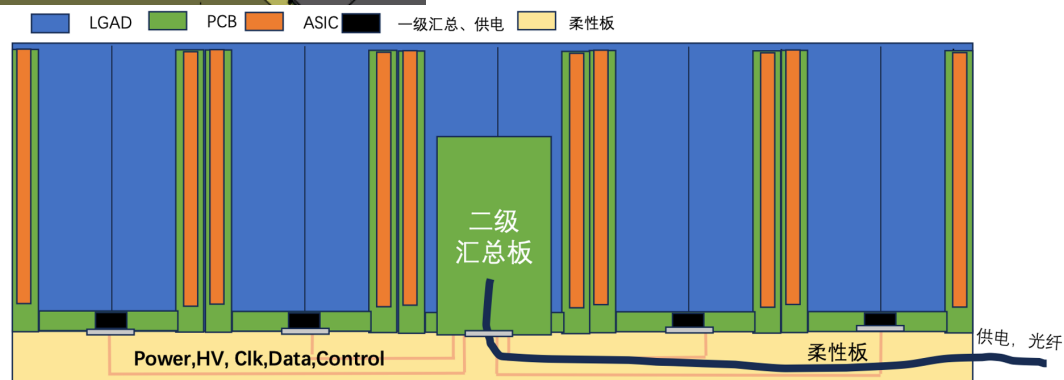 LGAD PCB ASIC 一级汇总、供电 柔性板
二级
汇总板
供电, 光纤
Power,HV, Clk,Data,Control 柔性板